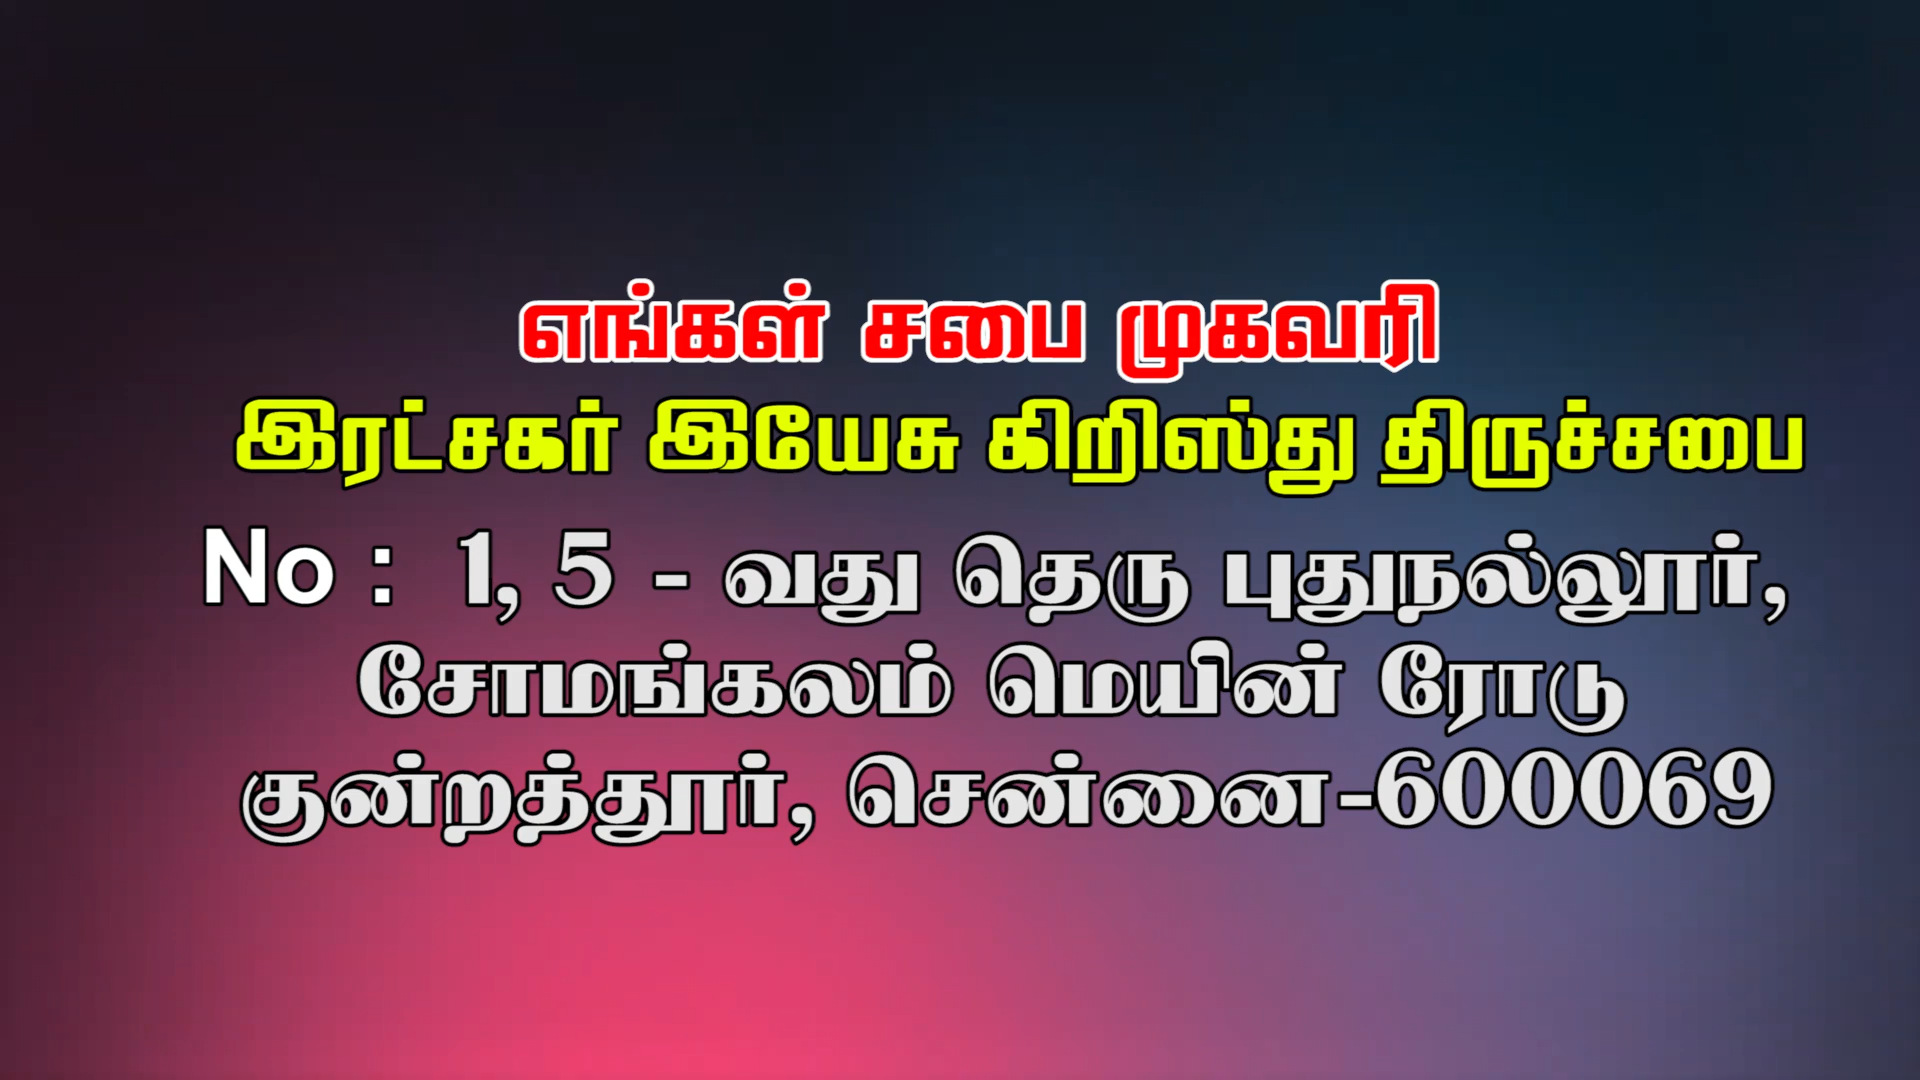 எங்கள் சபை முகவரி
இரட்சகர் இயேசு கிறிஸ்து திருச்சபை
No : 1, 5 - வது தெரு புதுநல்லூர்,
சோமங்கலம் மெயின் ரோடு
குன்றத்தூர், சென்னை-600069